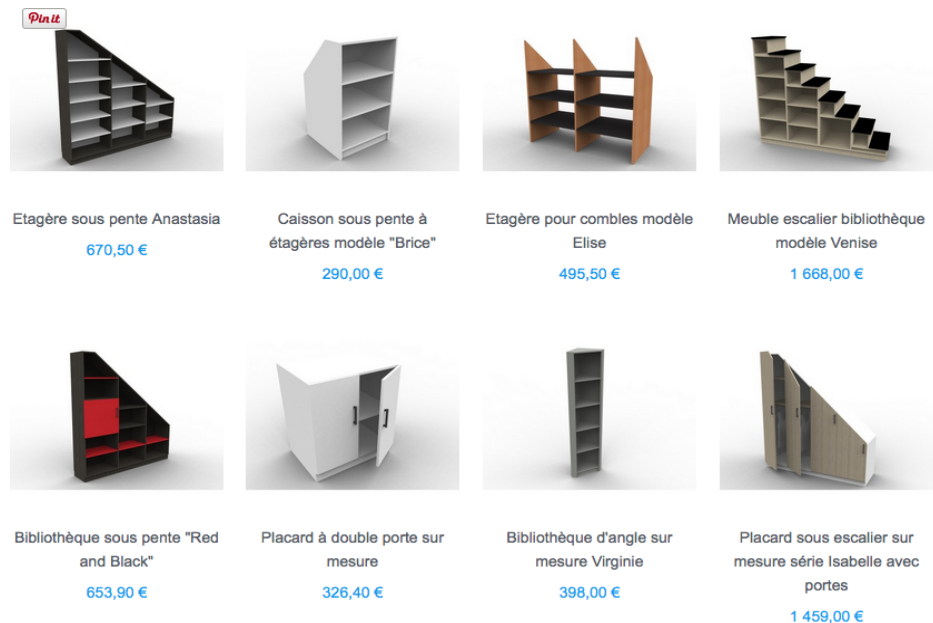 Pin it
Etagère sous pente Anastasia
670,50 €
Caisson sous pente à
étagères modèle "Brice"
290,00 €
Etagère pour combles modèle
Elise
495,50 €
Meuble escalier bibliothèque
modèle Venise
1 668,00 €
Bibliothèque sous pente "Red
and Black"
653,90 €
Placard à double porte sur
mesure
326,40 €
Bibliothèque d'angle sur
mesure Virginie
398,00 €
Placard sous escalier sur
mesure série Isabelle avec
portes
1 459,00 €